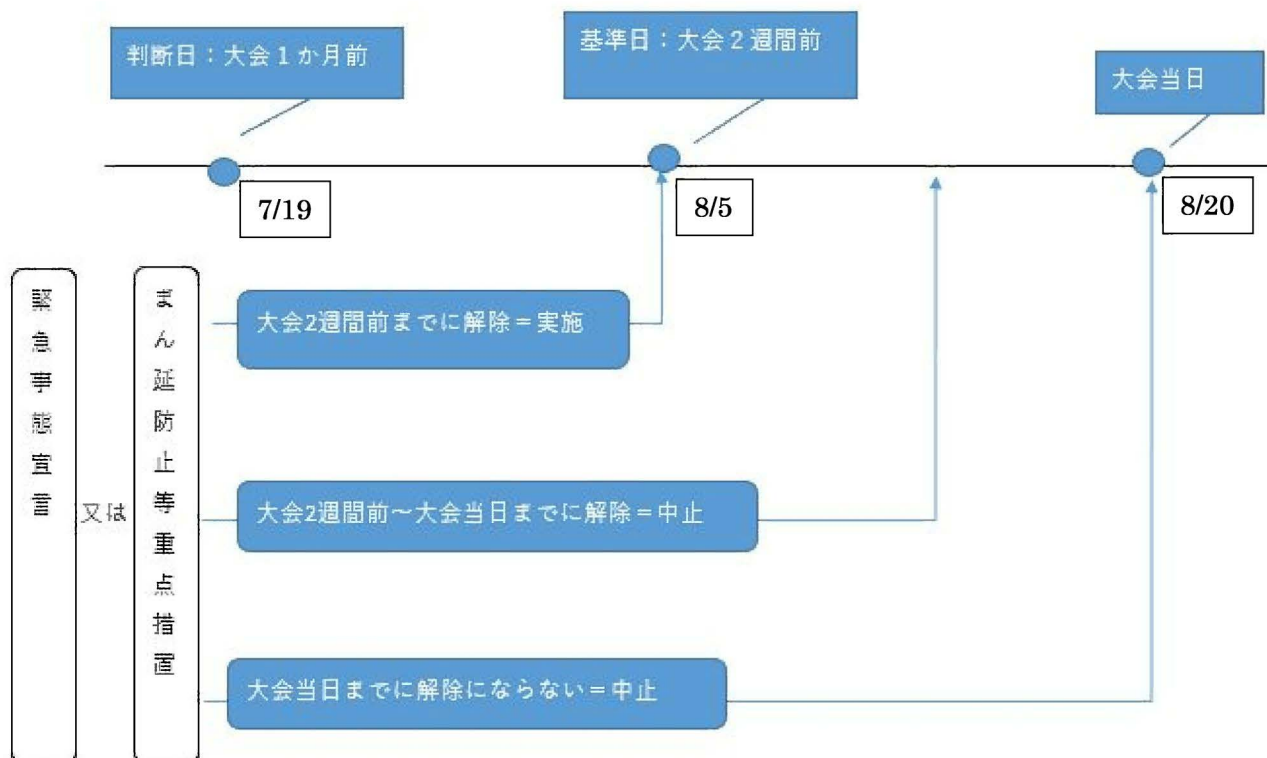 判断日：大会１か月前
基準日：大会２週間前
大会当日
7/19
8/5
8/20
緊急事態宣言
又は
まん延防止等重点措置
大会2週間前までに解除＝実施
大会2週間前～大会当日までに解除＝中止
大会当日までに解除にならない＝中止